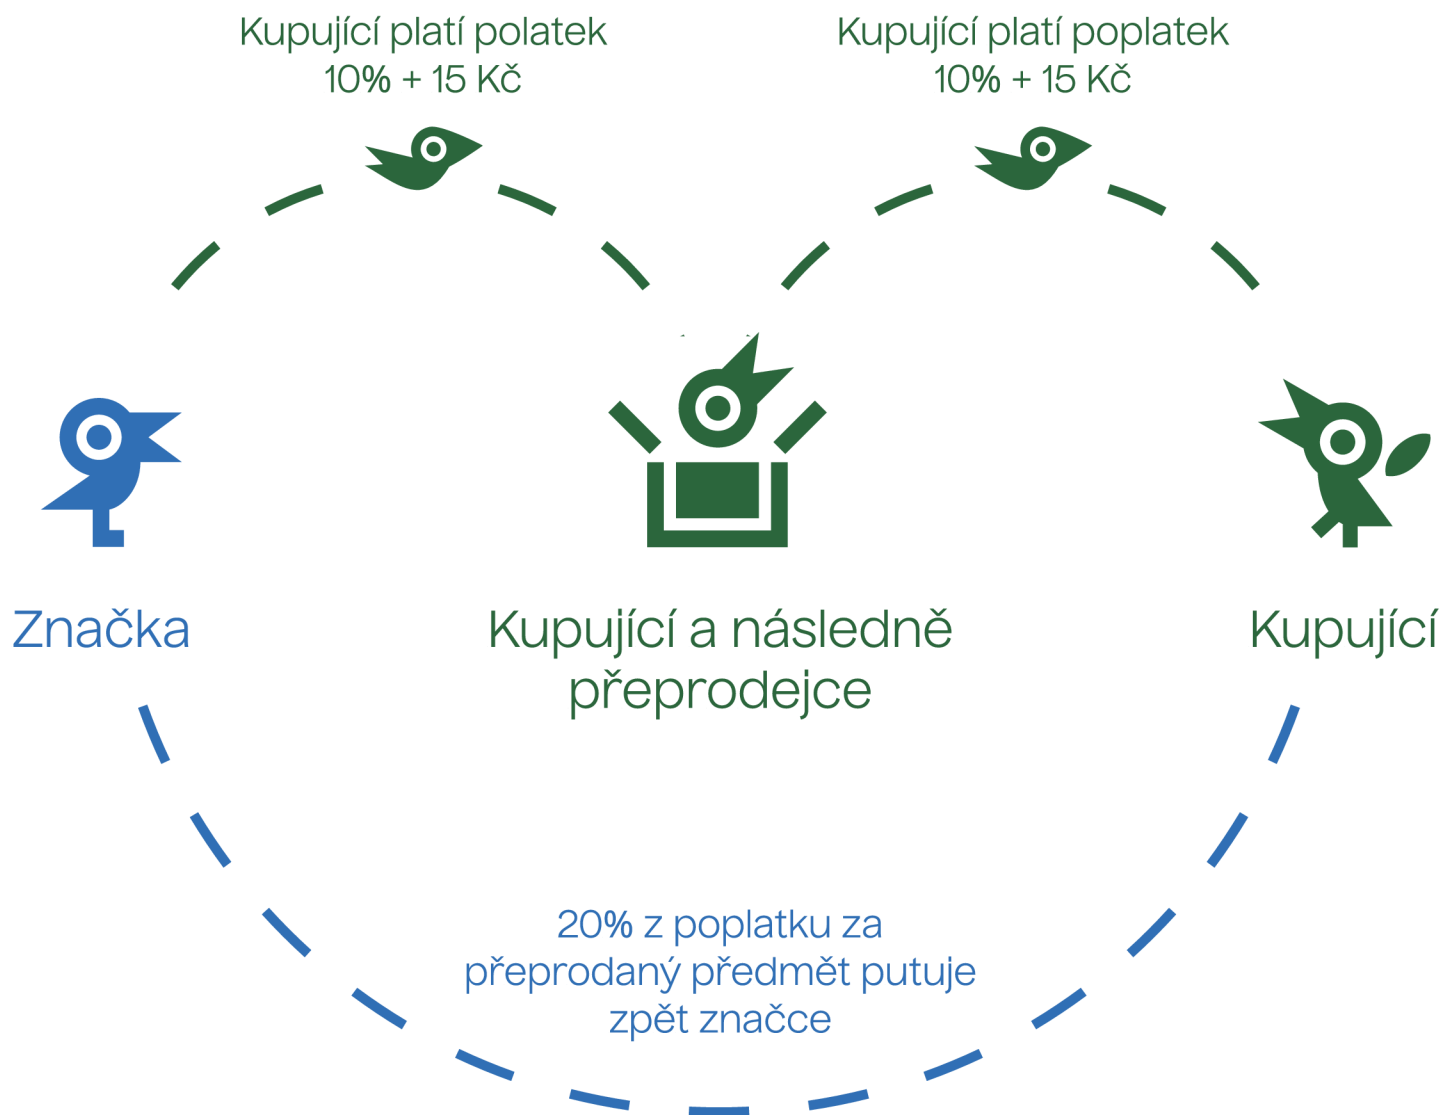 Kupující platí polatek
10% + 15 Kč
Kupující platí poplatek
10% + 15 Kč
Značka
Kupující a následně
přeprodejce
Kupující
20% z poplatku za
přeprodaný předmět putuje
zpět značce